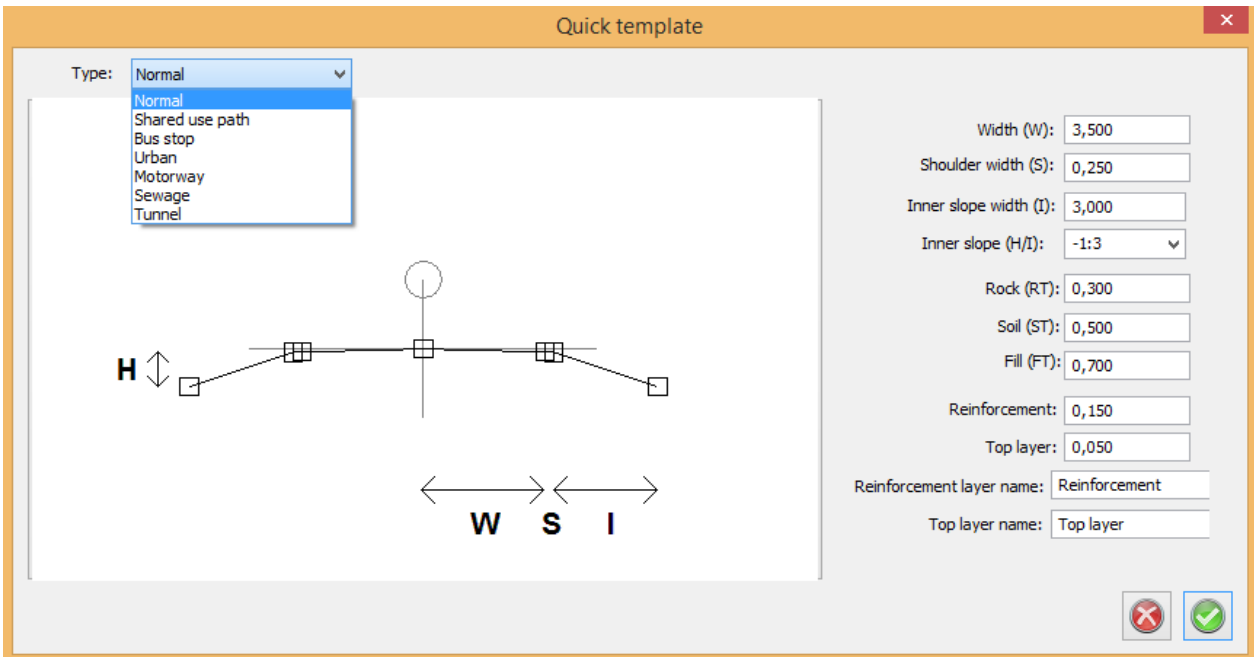 Quick template
Type: Normal
Normal
Shared use path
Bus stop
Urban
Motorway
Sewage
Tunnel
H
W S I
Width (W): 3,500
Shoulder width (S): 0,250
Inner slope width (I): 3,000
Inner slope (H/I): -1:3
Rock (RT): 0,300
Soil (ST): 0,500
Fill (FT): 0,700
Reinforcement: 0,150
Top layer: 0,050
Reinforcement layer name: Reinforcement
Top layer name: Top layer